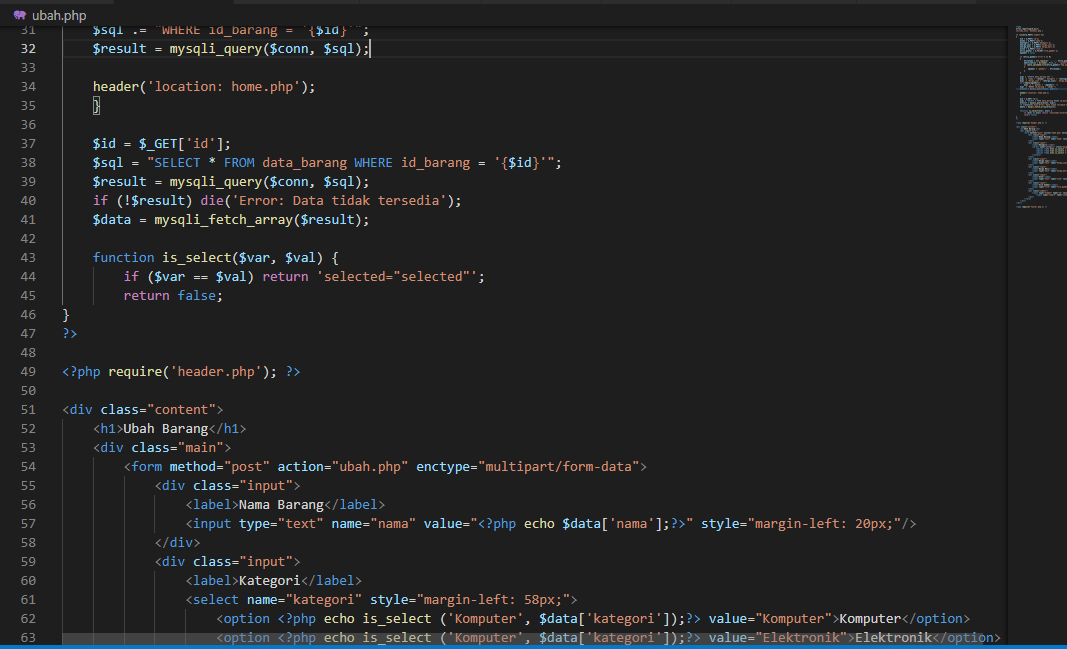 ubah.php
31 $sql .= "WHERE id_barang = '{$id}'";
32 $result = mysqli_query($conn, $sql);
33
34 header('location: home.php');
35 }
36
37 $id = $_GET['id'];
38 $sql = "SELECT * FROM data_barang WHERE id_barang = '{$id}'";
39 $result = mysqli_query($conn, $sql);
40 if (!$result) die('Error: Data tidak tersedia');
41 $data = mysqli_fetch_array($result);
42
43 function is_select($var, $val) {
44 if ($var == $val) return 'selected="selected"';
45 return false;
46 }
47 ?>
48
49 <?php require('header.php'); ?>
50
51 <div class="content">
52 <h1>Ubah Barang</h1>
53 <div class="main">
54 <form method="post" action="ubah.php" enctype="multipart/form-data">
55 <div class="input">
56 <label>Nama Barang</label>
57 <input type="text" name="nama" value="<?php echo $data['nama'];?>" style="margin-left: 20px;"/>
58 </div>
59 <div class="input">
60 <label>Kategori</label>
61 <select name="kategori" style="margin-left: 58px;">
62 <option <?php echo is_select ('Komputer', $data['kategori']);?> value="Komputer">Komputer</option>
63 <option <?php echo is_select ('Komputer', $data['kategori']);?> value="Elektronik">Elektronik</option>